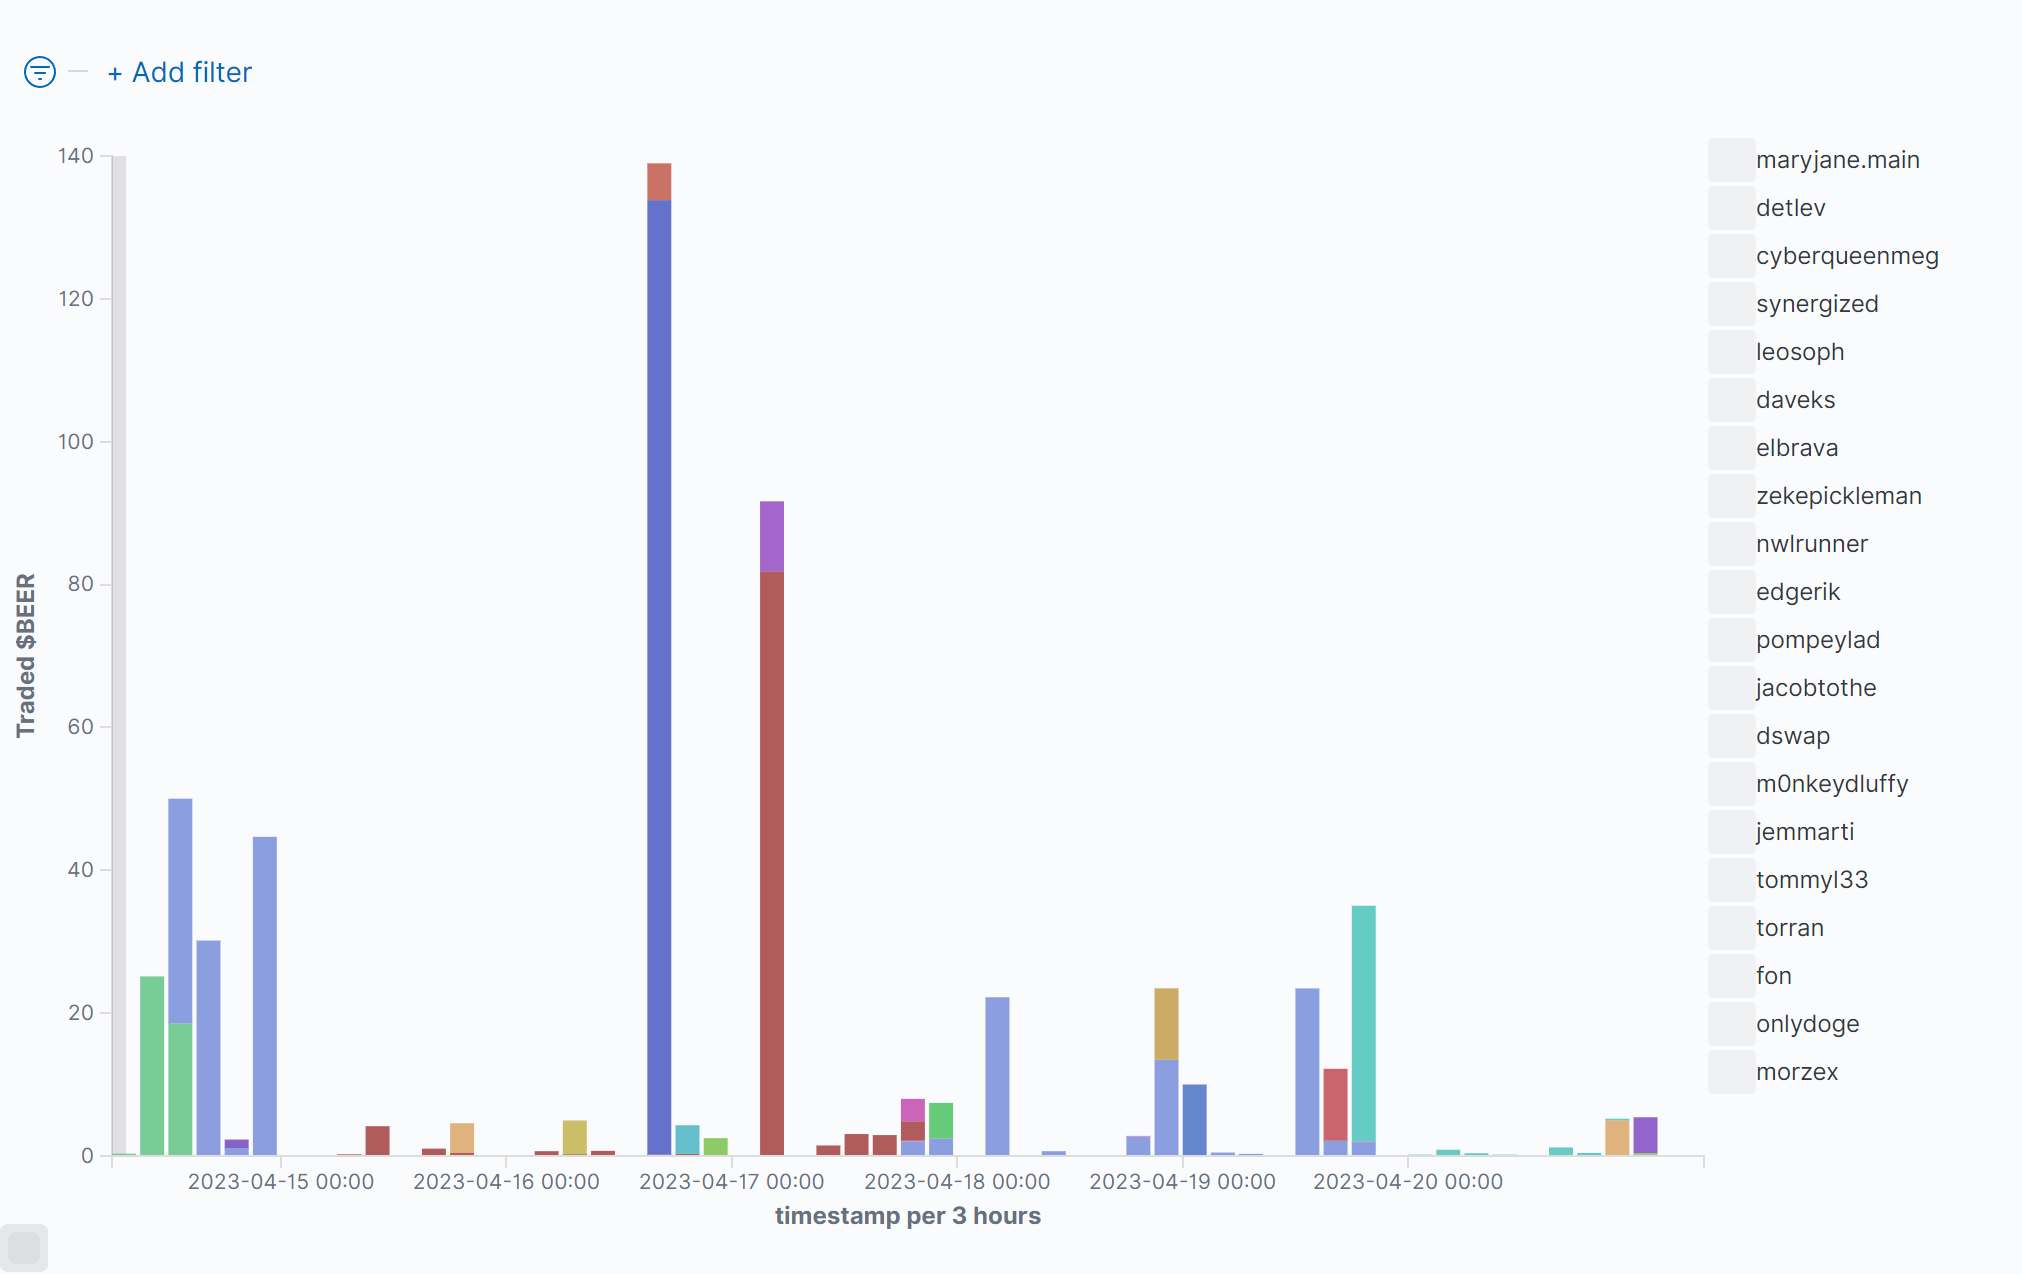 + Add filter
140
120
100
80
60
40
20
0
Traded $BEER
2023-04-15 00:00
2023-04-16 00:00
2023-04-17 00:00
2023-04-18 00:00
2023-04-19 00:00
2023-04-20 00:00
timestamp per 3 hours
maryjane.main
detlev
cyberqueenmeg
synergized
leosoph
daveks
elbrava
zekepickleman
nwlrunner
edgerik
pompeylad
jacobtothe
dswap
m0nkeydluffy
jemmarti
tommyl33
torran
fon
onlydoge
morzex